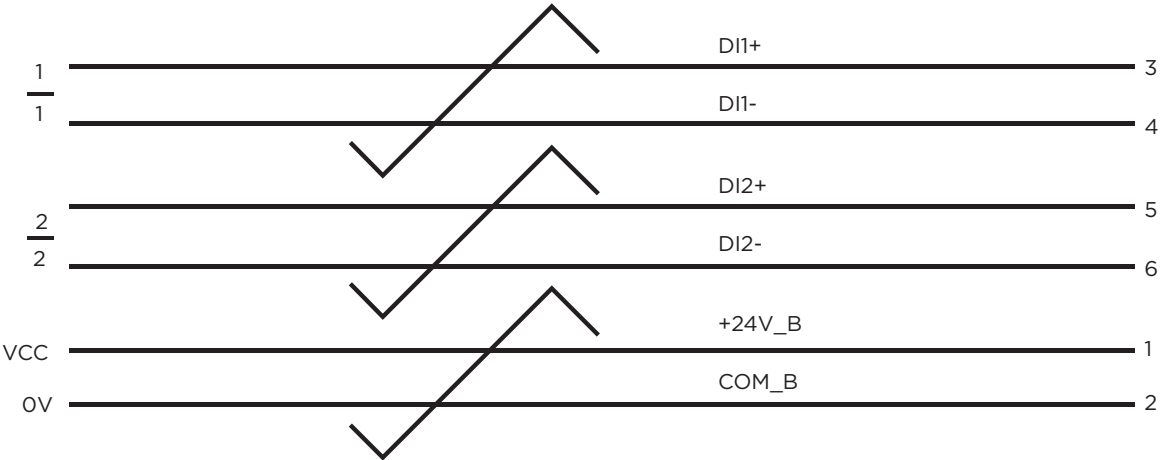 DI1+
1 3
DI1-
1 4
DI2+
2 5
DI2-
2 6
+24V_B
VCC 1
COM_B
0V 2